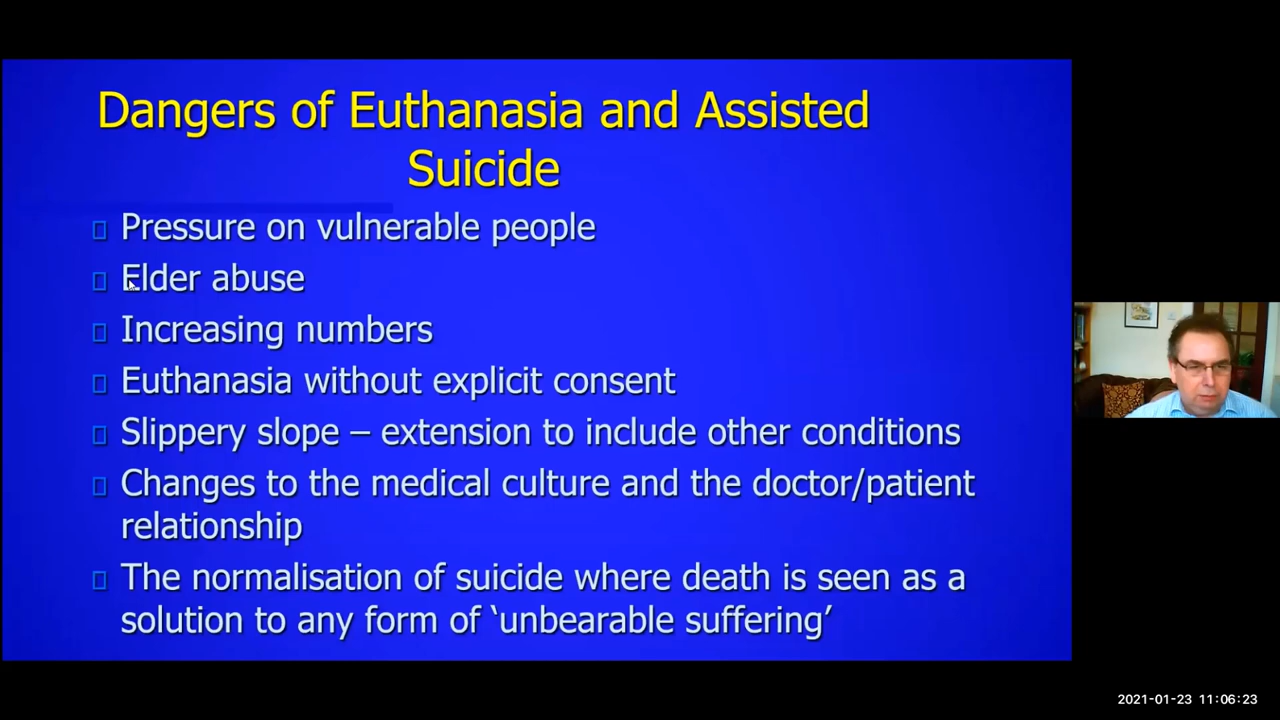 Dangers of Euthanasia and Assisted
Suicide
Pressure on vulnerable people
Elder abuse
Increasing numbers
Euthanasia without explicit consent
Slippery slope – extension to include other conditions
Changes to the medical culture and the doctor/patient
relationship
The normalisation of suicide where death is seen as a
solution to any form of ‘unbearable suffering’
2021-01-23 11:06:23